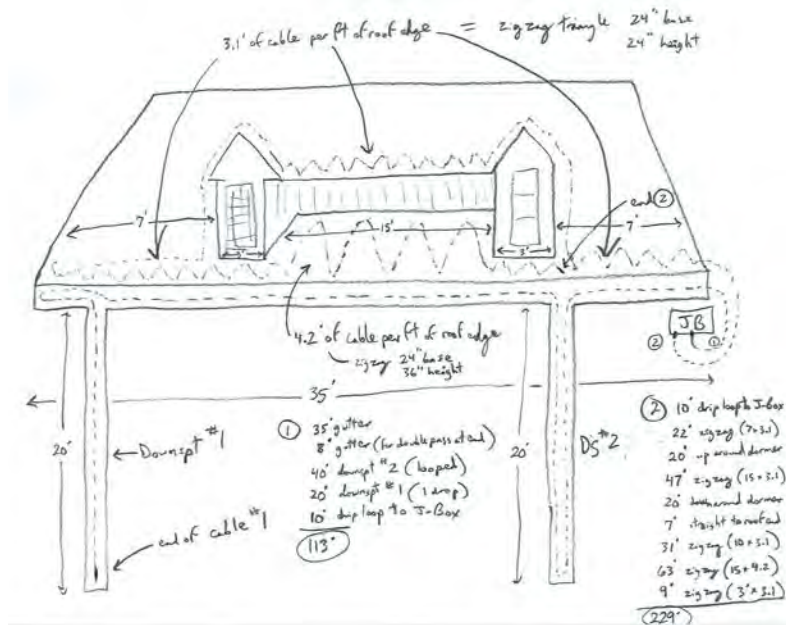 3.1' of cable per ft of roof edge = zig zag triangle 24" base
24" height
end ②
7'
15'
7'
3'
3'
JB
② ①
4.2' of cable per ft of roof edge
zig zag 24" base
36" height
35'
20'
20'
← Downspt #1
DS #2
end of cable #1
① 35' gutter
8' gutter (for double pass at end)
40' downspt #2 (looped)
20' downspt #1 (1 drop)
10' drip loop to J-Box
113'
② 10' drip loop to J-Box
22' zig zag (7 × 3.1)
20' up around dormer
47' zig zag (15 × 3.1)
20' down around dormer
7' straight to roof end
31' zig zag (10 × 3.1)
63' zig zag (15 × 4.2)
9' zig zag (3' × 3.1)
229'